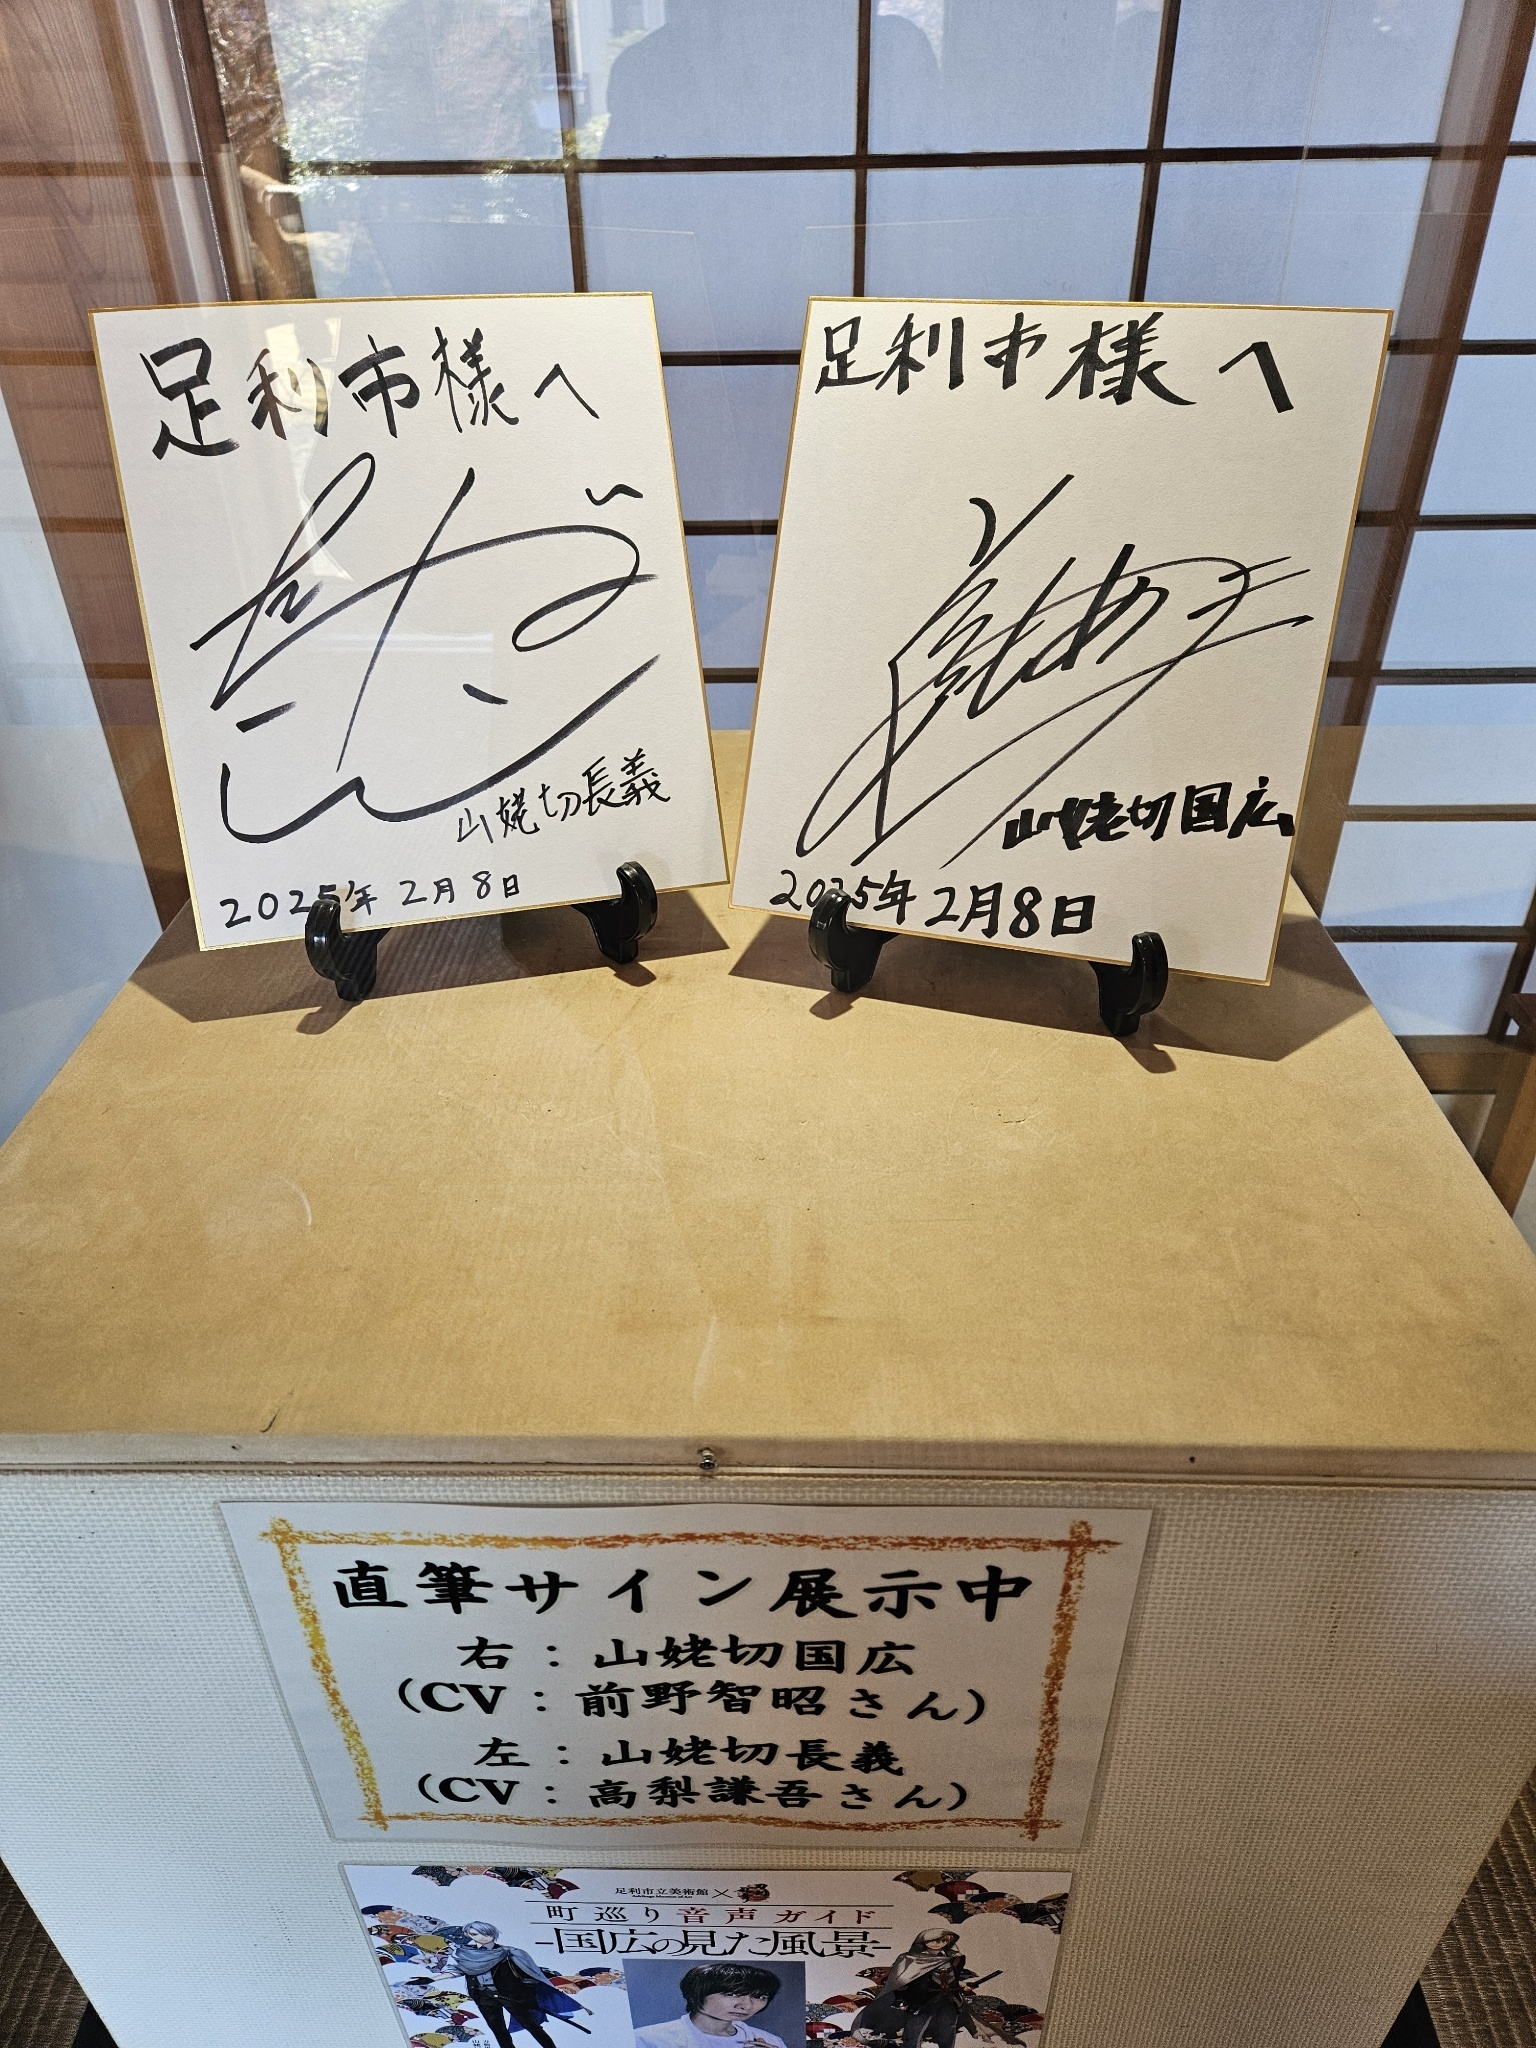 足利市様へ
山姥切長義
2025年2月8日
足利市様へ
山姥切国広
2025年2月8日
直筆サイン展示中
右：山姥切国広
（CV：前野智昭さん）
左：山姥切長義
（CV：高梨謙吾さん）
足利市立美術館×
町巡り音声ガイド
-国広の見た風景-